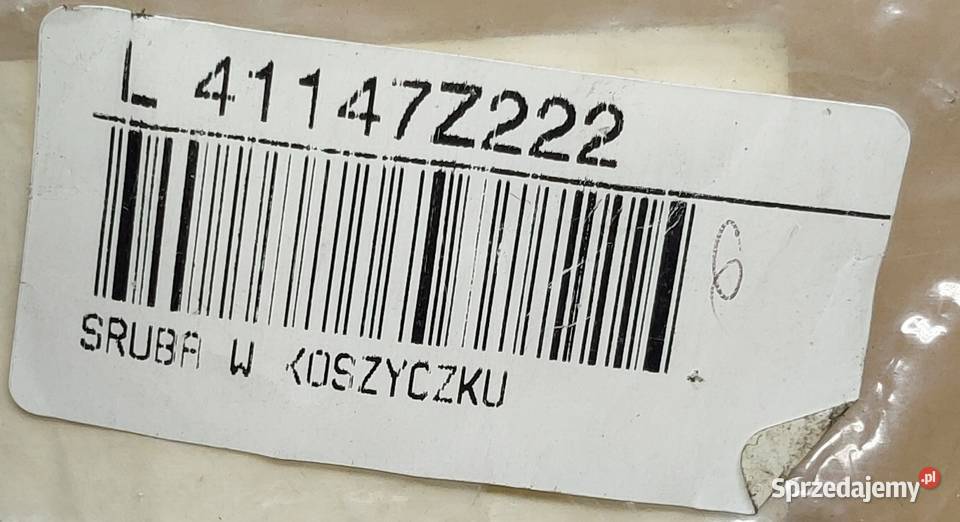 L 41147Z222
6
SRUBA W KOSZYCZKU
Sprzedajemy.pl